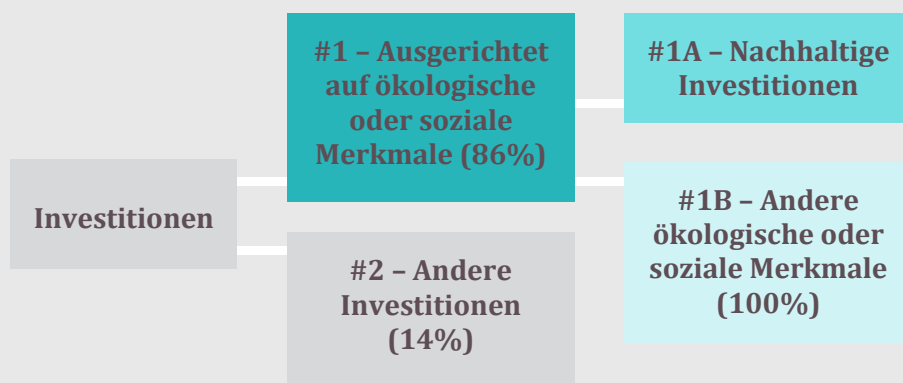 Investitionen
#1 – Ausgerichtet
auf ökologische
oder soziale
Merkmale (86%)
#2 – Andere
Investitionen
(14%)
#1A – Nachhaltige
Investitionen
#1B – Andere
ökologische oder
soziale Merkmale
(100%)